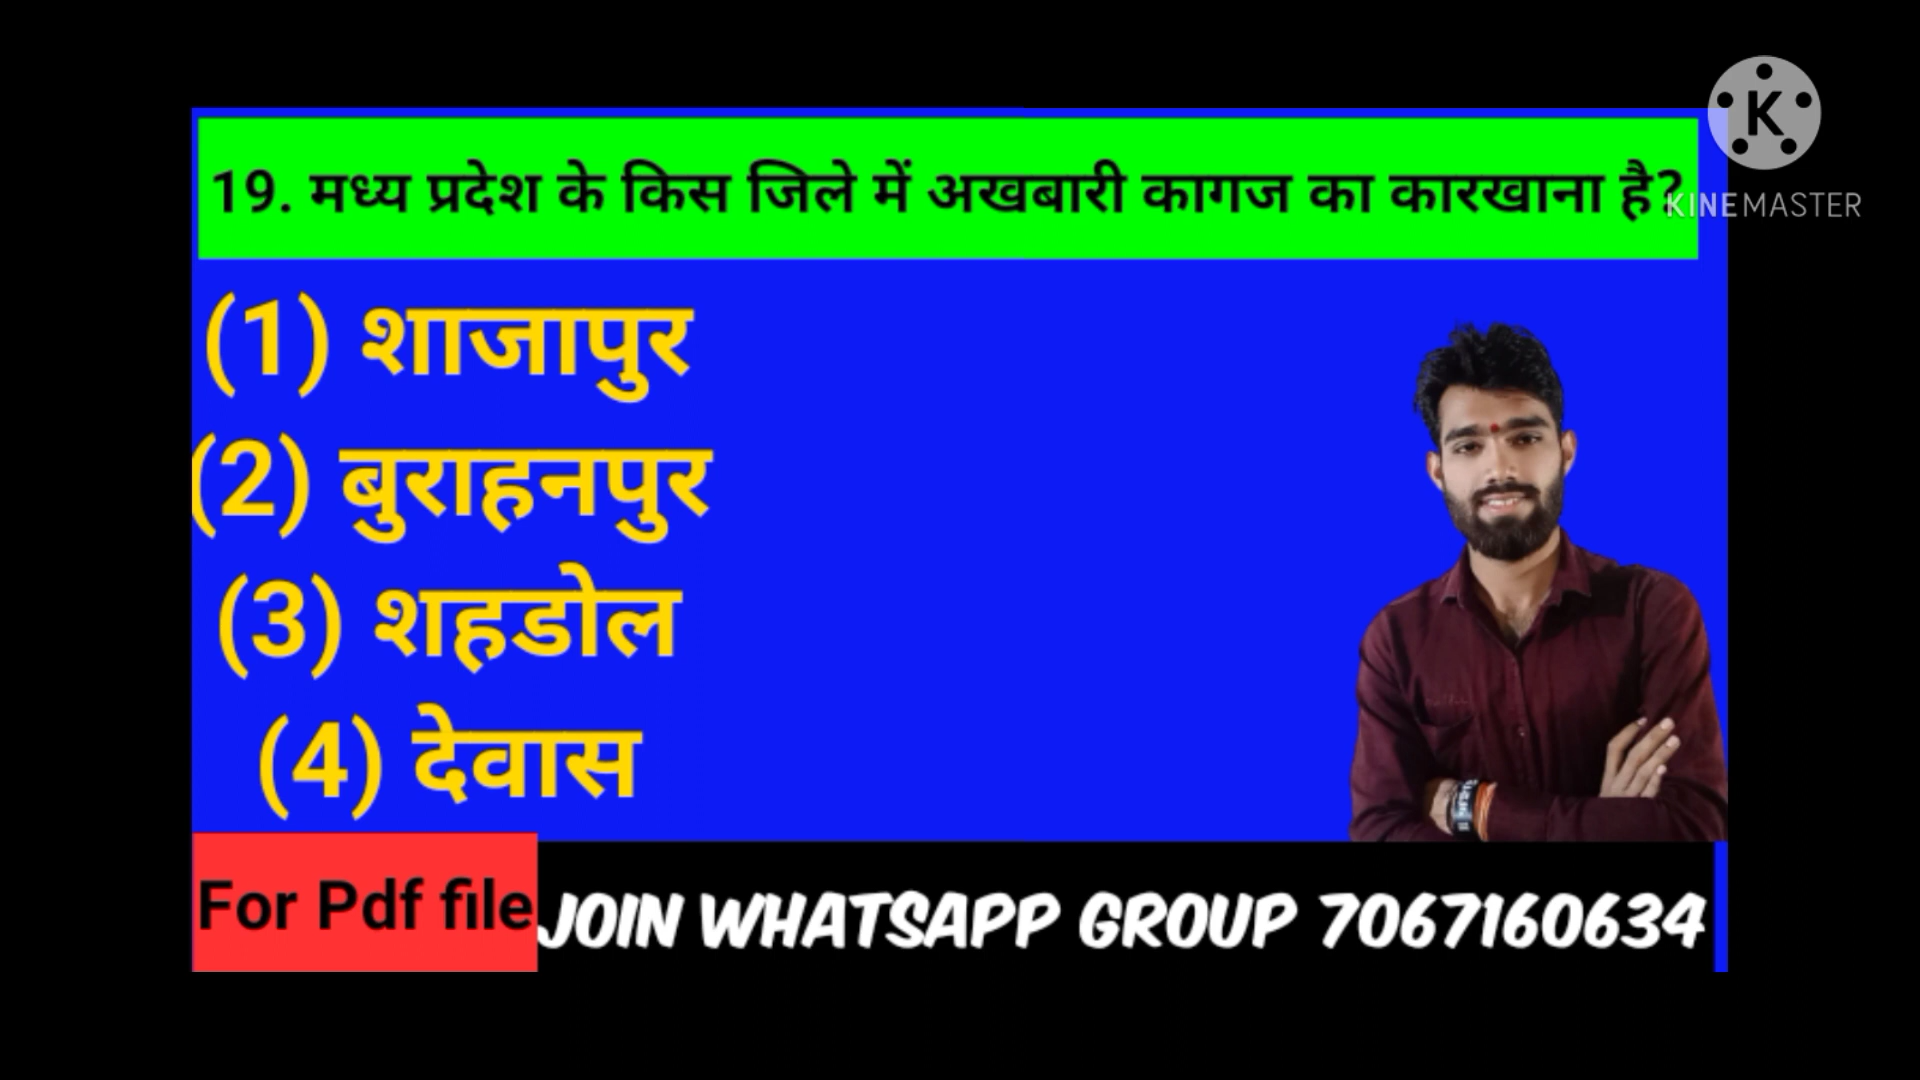 19. मध्य प्रदेश के किस जिले में अखबारी कागज का कारखाना है?
KINEMASTER
(1) शाजापुर
(2) बुराहनपुर
(3) शहडोल
(4) देवास
For Pdf file
JOIN WHATSAPP GROUP 7067160634